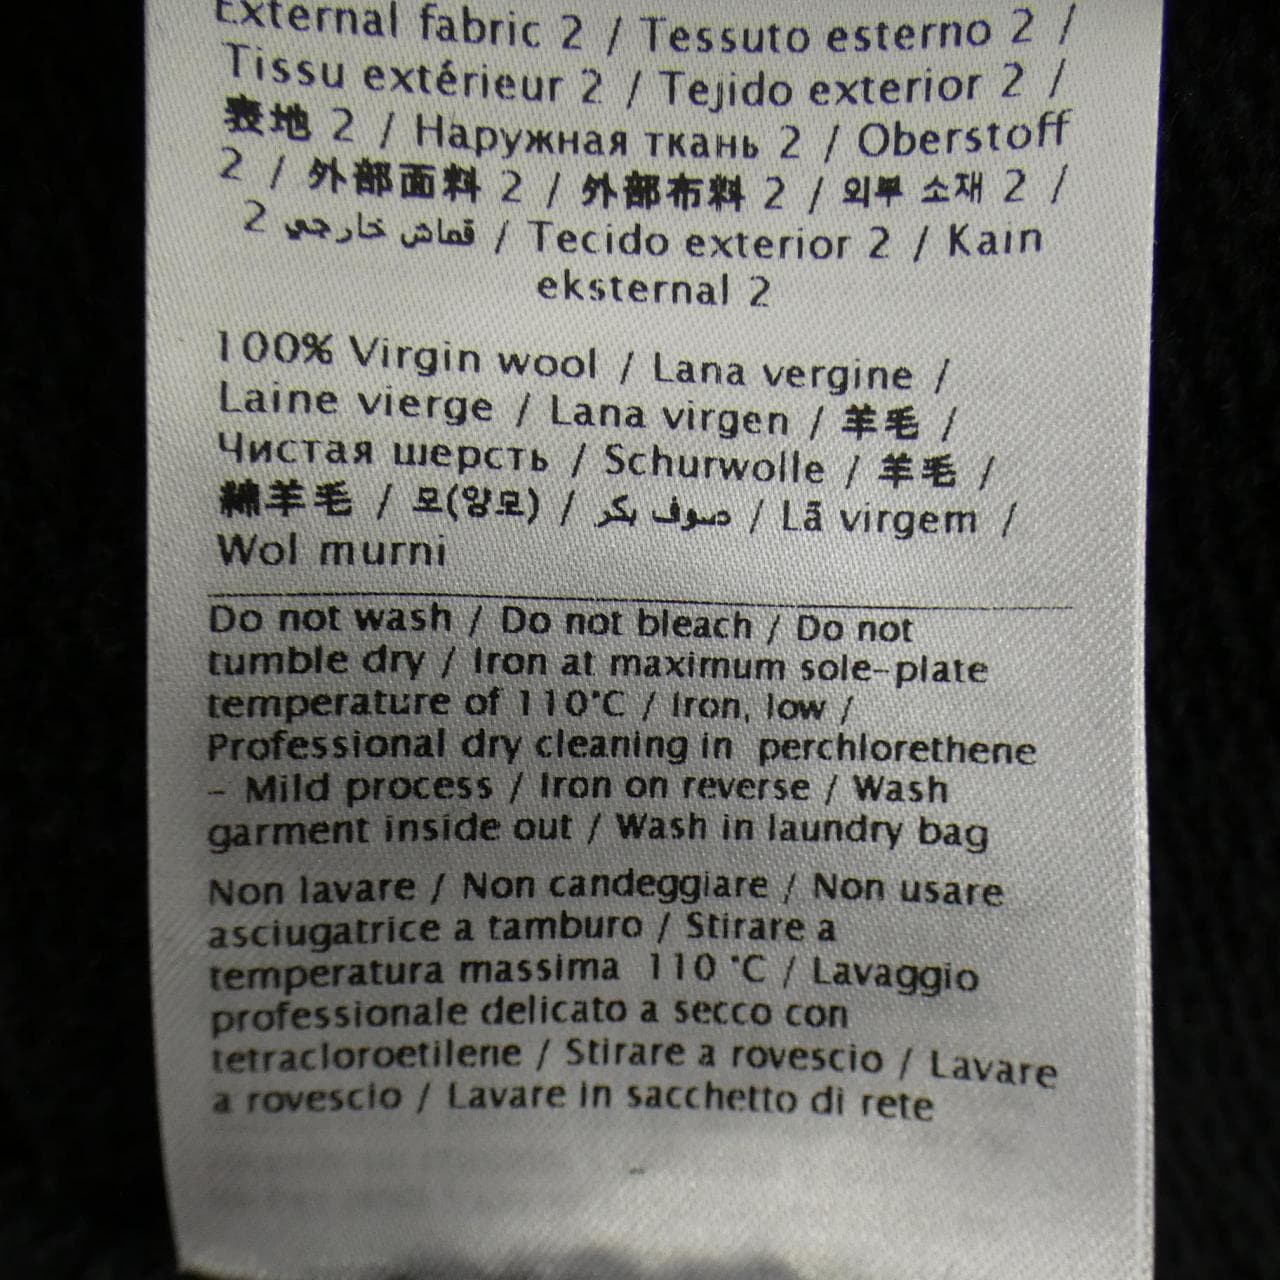 External fabric 2 / Tessuto esterno 2 /
Tissu extérieur 2 / Tejido exterior 2 /
表地 2 / Наружная ткань 2 / Oberstoff
2 / 外部面料 2 / 外部布料 2 / 외부 소재 2 /
قماش خارجي 2 / Tecido exterior 2 / Kain
eksternal 2
100% Virgin wool / Lana vergine /
Laine vierge / Lana virgen / 羊毛 /
Чистая шерсть / Schurwolle / 羊毛 /
綿羊毛 / 모(양모) / صوف بكر / Lã virgem /
Wol murni
Do not wash / Do not bleach / Do not
tumble dry / Iron at maximum sole-plate
temperature of 110°C / Iron, low /
Professional dry cleaning in perchlorethene
- Mild process / Iron on reverse / Wash
garment inside out / Wash in laundry bag
Non lavare / Non candeggiare / Non usare
asciugatrice a tamburo / Stirare a
temperatura massima 110 °C / Lavaggio
professionale delicato a secco con
tetracloroetilene / Stirare a rovescio / Lavare
a rovescio / Lavare in sacchetto di rete